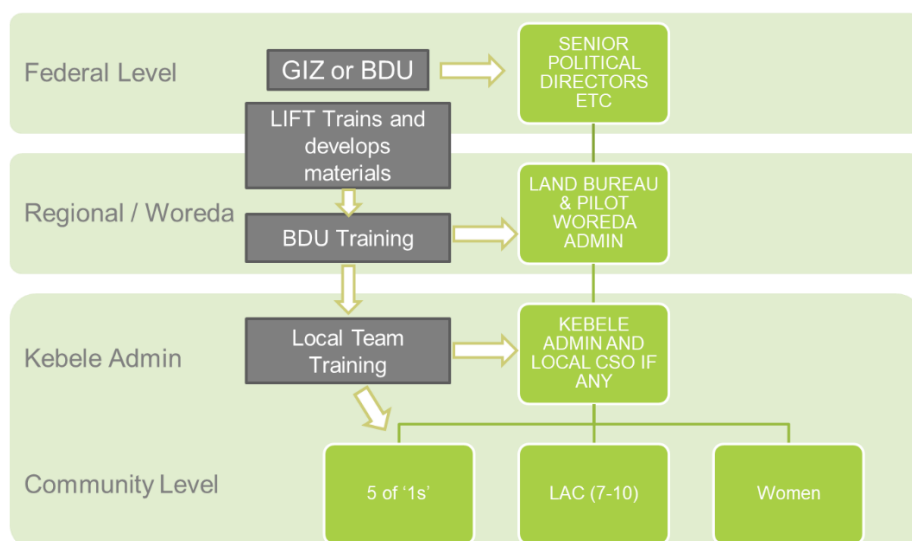 Federal Level
GIZ or BDU
SENIOR
POLITICAL
DIRECTORS
ETC
LIFT Trains and
develops
materials
Regional / Woreda
BDU Training
LAND BUREAU
& PILOT
WOREDA
ADMIN
Kebele Admin
Local Team
Training
KEBELE
ADMIN AND
LOCAL CSO IF
ANY
Community Level
5 of ‘1s’
LAC (7-10)
Women